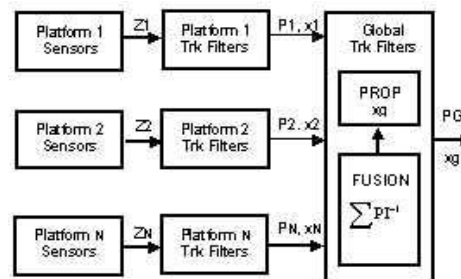 Platform 1
Sensors
Z1
Platform 1
Trk Filters
P1, x1
Global
Trk Filters
PROP
xg
Platform 2
Sensors
Z2
Platform 2
Trk Filters
P2, x2
PG
xg
FUSION
∑ PI⁻¹
Platform N
Sensors
ZN
Platform N
Trk Filters
PN, xN